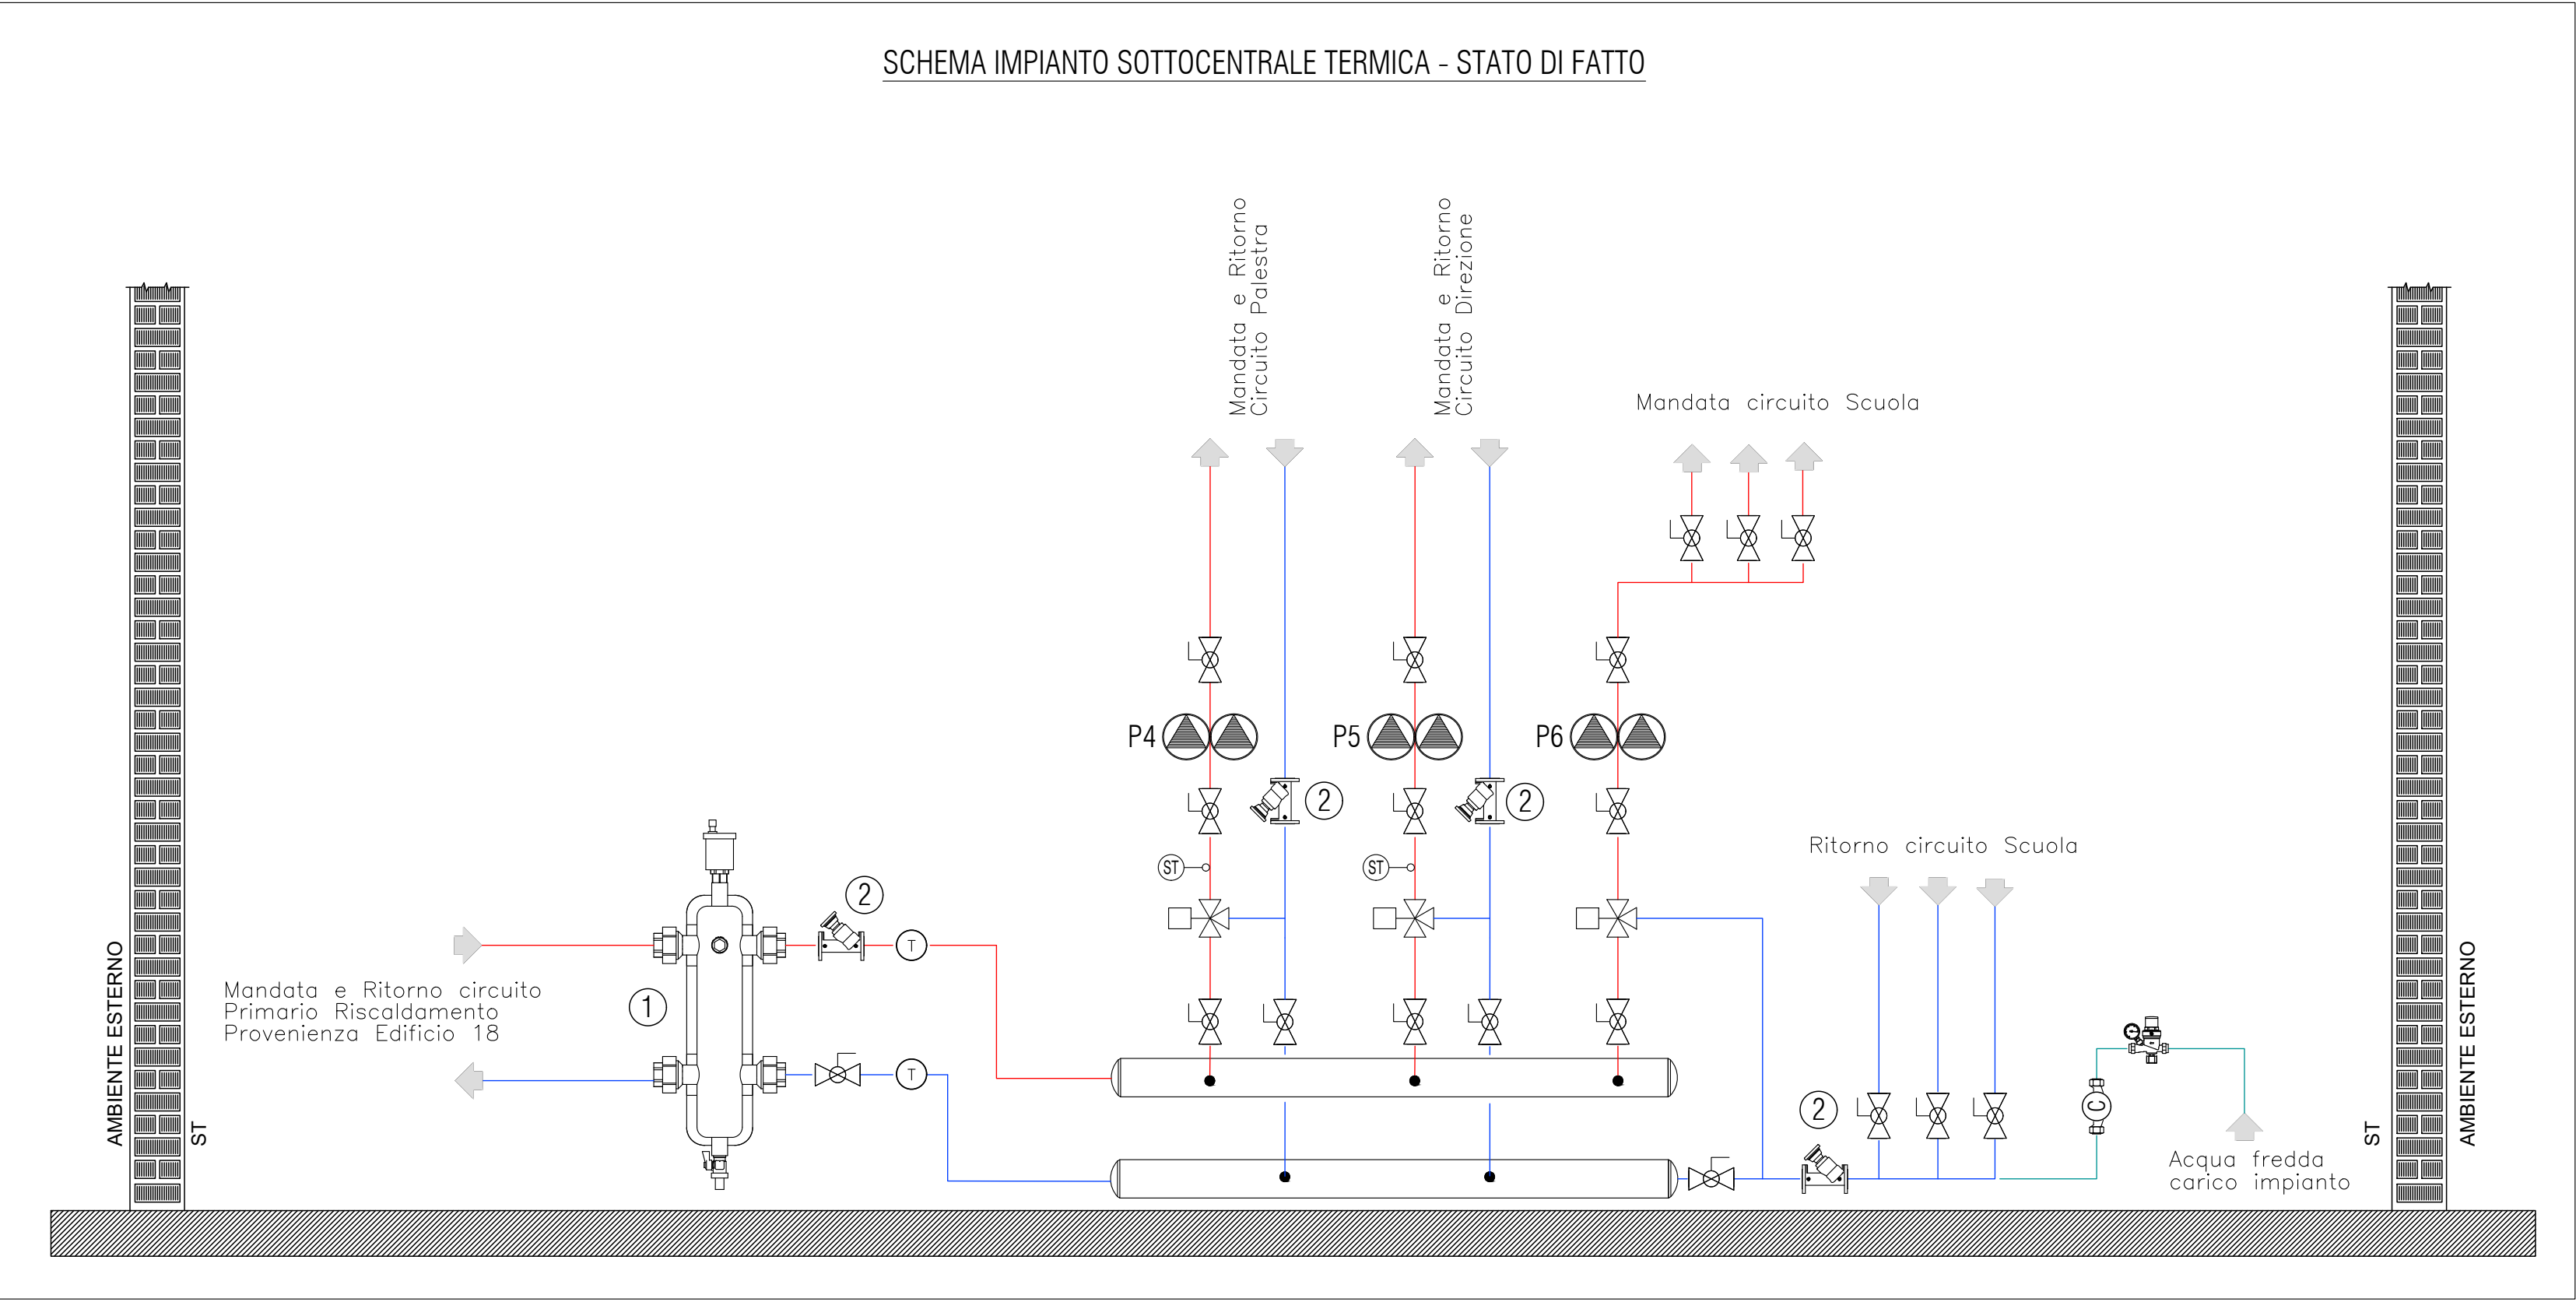 SCHEMA IMPIANTO SOTTOCENTRALE TERMICA - STATO DI FATTO
Mandata e Ritorno
Circuito Palestra
Mandata e Ritorno
Circuito Direzione
Mandata circuito Scuola
P4
P5
P6
2
2
ST
ST
Ritorno circuito Scuola
2
T
Mandata e Ritorno circuito
Primario Riscaldamento
Provenienza Edificio 18
1
T
AMBIENTE ESTERNO
ST
2
C
Acqua fredda
carico impianto
ST
AMBIENTE ESTERNO